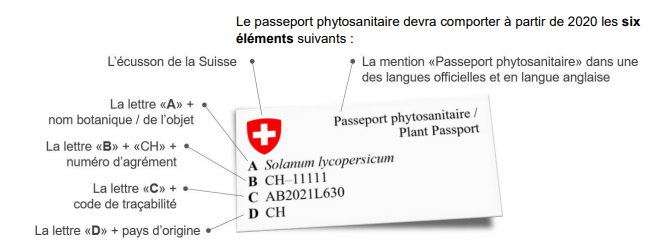 Le passeport phytosanitaire devra comporter à partir de 2020 les six
éléments suivants :
L'écusson de la Suisse
La mention «Passeport phytosanitaire» dans une
des langues officielles et en langue anglaise
La lettre «A» +
nom botanique / de l'objet
La lettre «B» + «CH» +
numéro d'agrément
La lettre «C» +
code de traçabilité
La lettre «D» + pays d'origine
Passeport phytosanitaire /
Plant Passport
A Solanum lycopersicum
B CH–11111
C AB2021L630
D CH